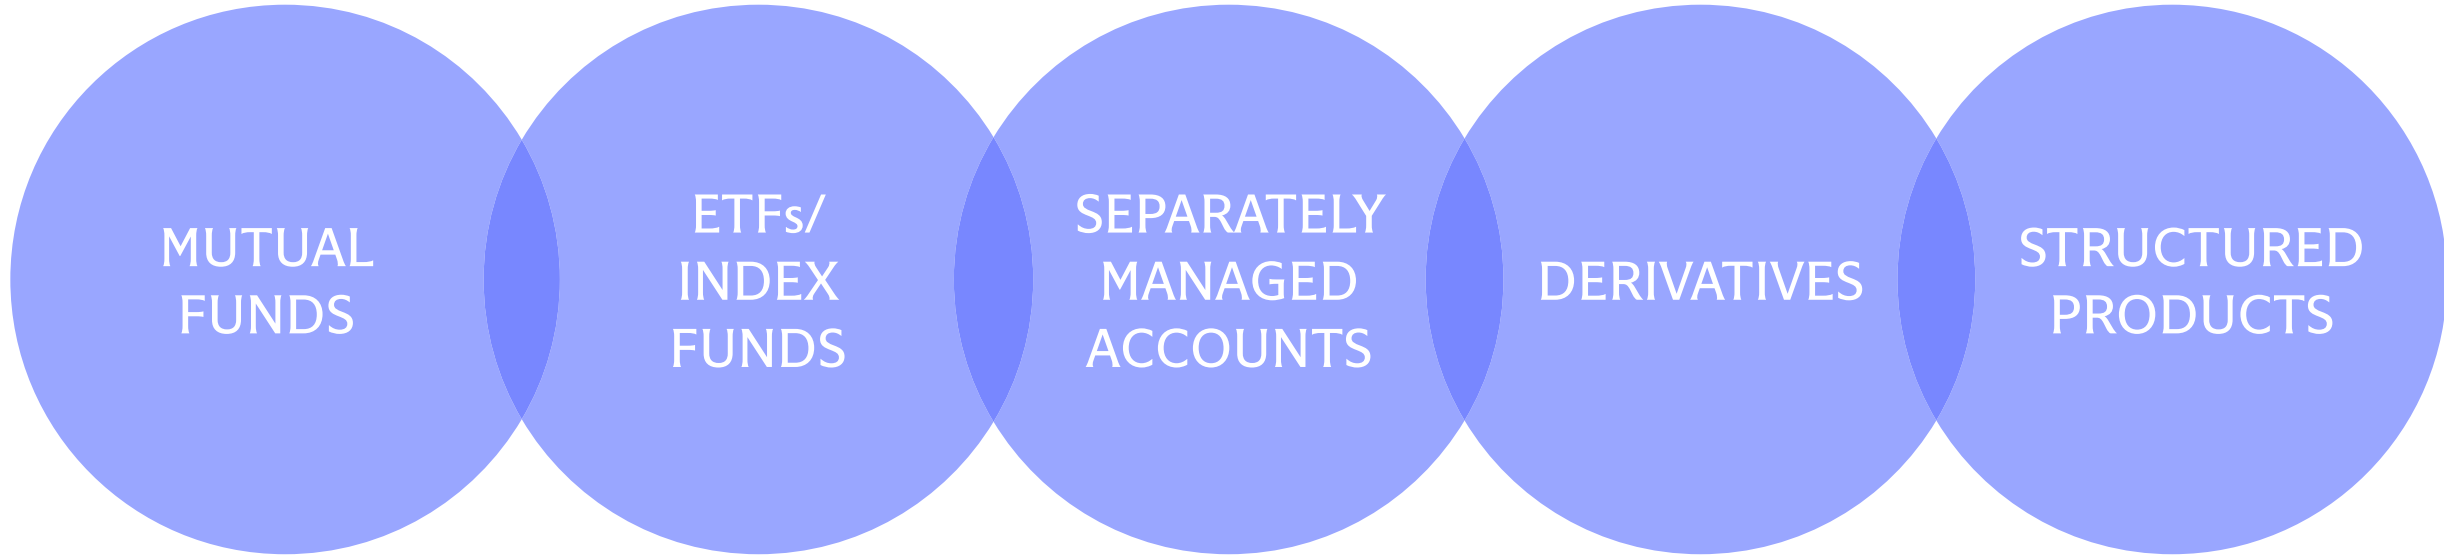 MUTUAL
FUNDS
ETFs/
INDEX
FUNDS
SEPARATELY
MANAGED
ACCOUNTS
DERIVATIVES
STRUCTURED
PRODUCTS